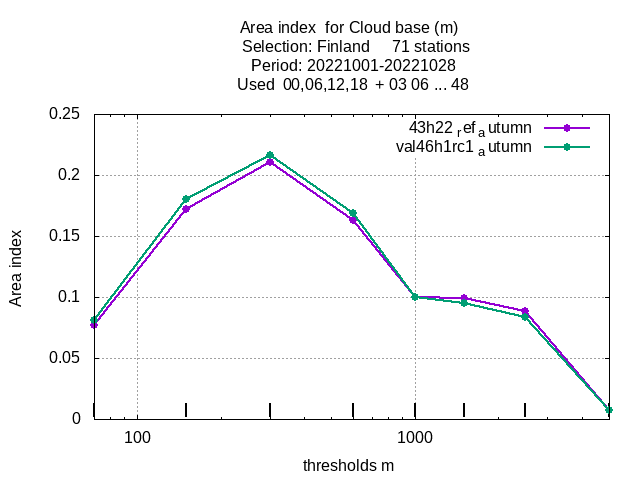 Area index  for Cloud base (m)
Selection: Finland     71 stations
Period: 20221001-20221028
Used  00,06,12,18  + 03 06 ... 48
43h22_ref_autumn
val46h1rc1_autumn
0.25
0.2
0.15
0.1
0.05
0
Area index
100
1000
thresholds m